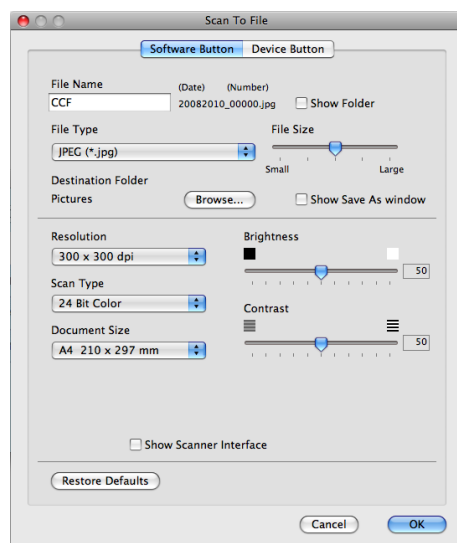 Scan To File
Software Button Device Button
File Name (Date) (Number)
CCF 20082010_00000.jpg Show Folder
File Type File Size
JPEG (*.jpg)
Small Large
Destination Folder
Pictures Browse... Show Save As window
Resolution Brightness
300 x 300 dpi
50
Scan Type
24 Bit Color
Contrast
Document Size
A4 210 x 297 mm 50
Show Scanner Interface
Restore Defaults
Cancel OK